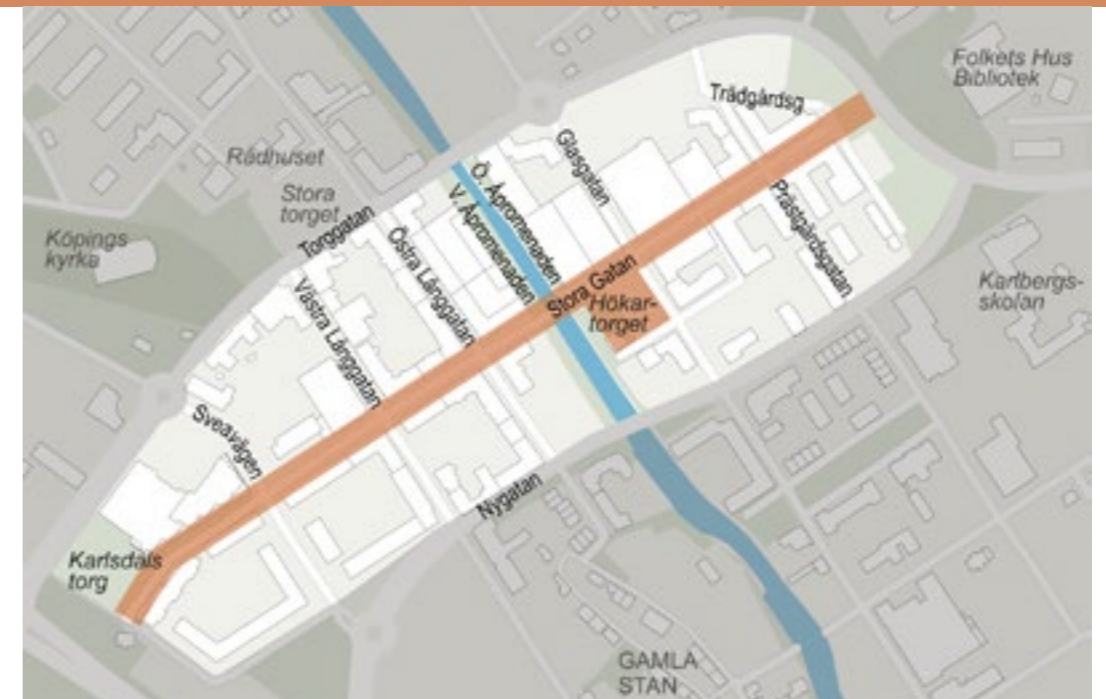 Folkets Hus
Bibliotek
Trädgårdsg
Glasgatan
Rådhuset
Ö. Åpromenaden
V. Åpromenaden
Stora
torget
Torggatan
Prästgårdsgatan
Köpings
kyrka
Östra Långgatan
Stora Gatan
Hökar-
torget
Karlbergs-
skolan
Västra Långgatan
Sveavägen
Nygatan
Karlsdals
torg
GAMLA
STAN